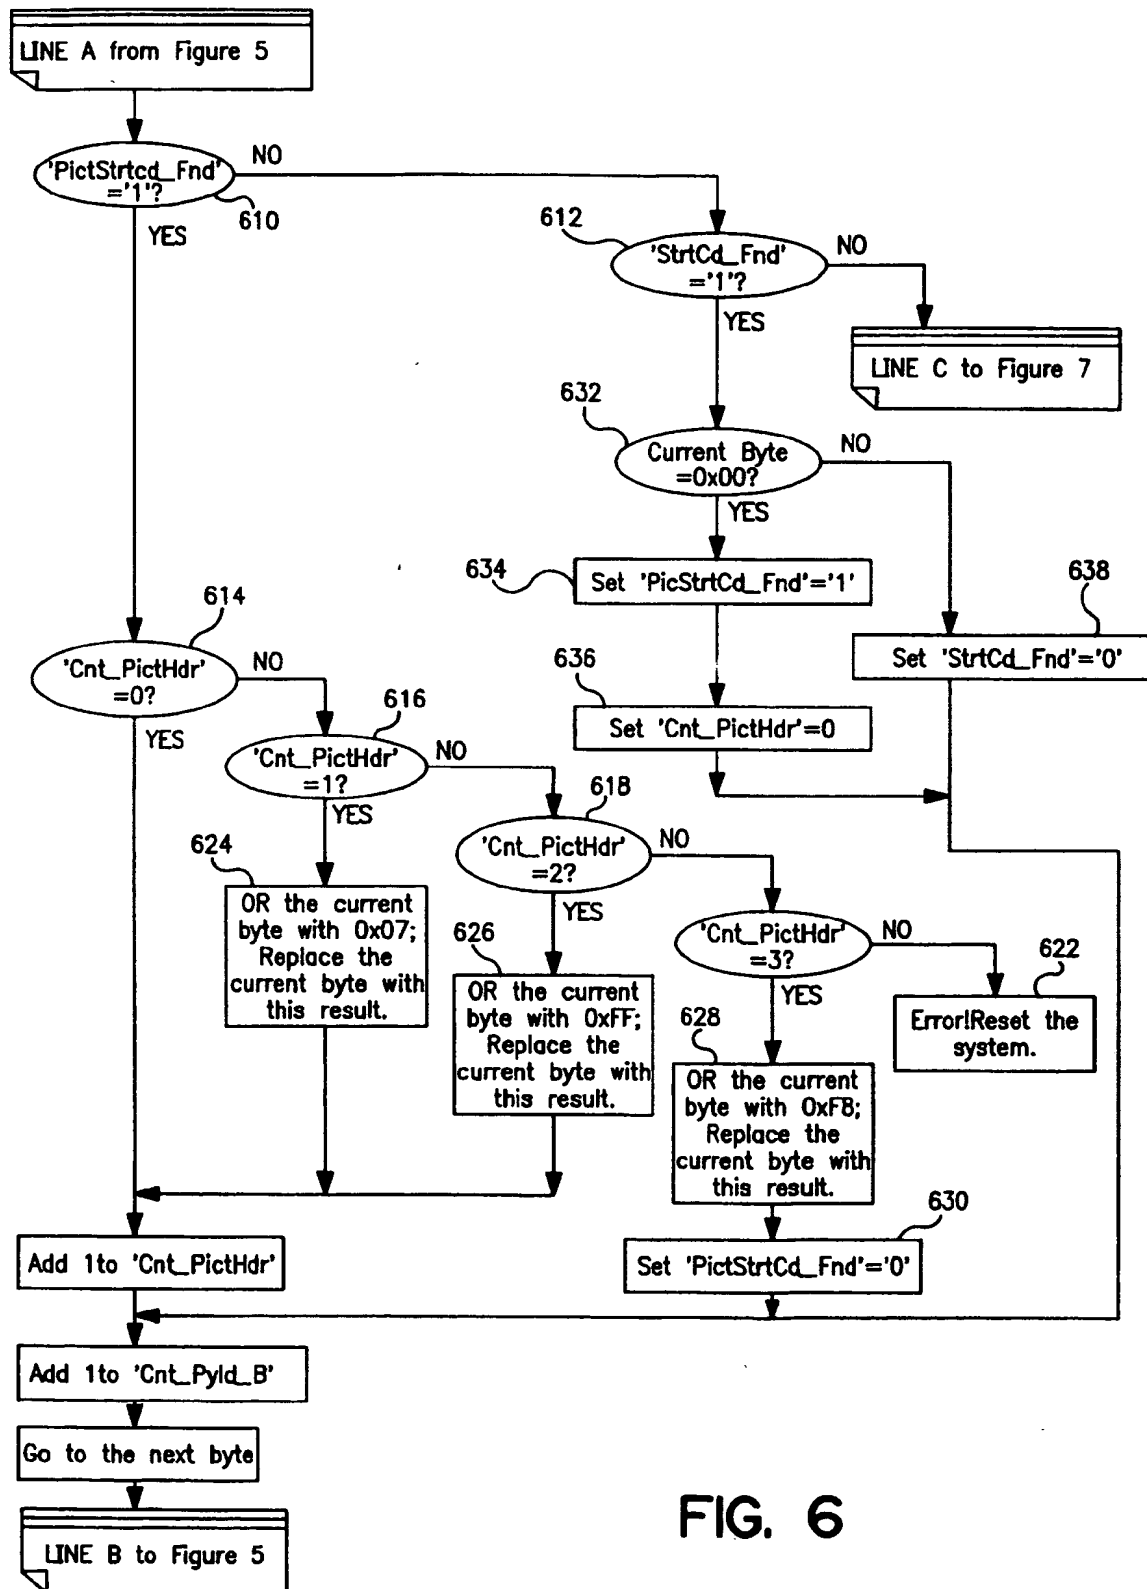 LINE A from Figure 5
'PictStrtcd_Fnd'
='1'?
NO
610
YES
612
'StrtCd_Fnd'
='1'?
NO
YES
LINE C to Figure 7
632
Current Byte
=0x00?
NO
YES
634
Set 'PicStrtCd_Fnd'='1'
638
Set 'StrtCd_Fnd'='0'
636
Set 'Cnt_PictHdr'=0
614
'Cnt_PictHdr'
=0?
NO
YES
616
'Cnt_PictHdr'
=1?
NO
YES
618
'Cnt_PictHdr'
=2?
NO
YES
624
OR the current
byte with 0x07;
Replace the
current byte with
this result.
626
OR the current
byte with 0xFF;
Replace the
current byte with
this result.
'Cnt_PictHdr'
=3?
NO
YES
622
Error!Reset the
system.
628
OR the current
byte with 0xF8;
Replace the
current byte with
this result.
630
Set 'PictStrtCd_Fnd'='0'
Add 1to 'Cnt_PictHdr'
Add 1to 'Cnt_Pyld_B'
Go to the next byte
LINE B to Figure 5
FIG. 6